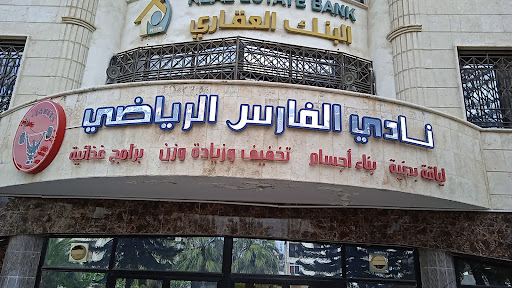 REAL ESTATE BANK
البنك العقاري
نادي الفارس الرياضي
لياقة بدنية بناء أجسام تخفيف وزيادة وزن برامج غذائية